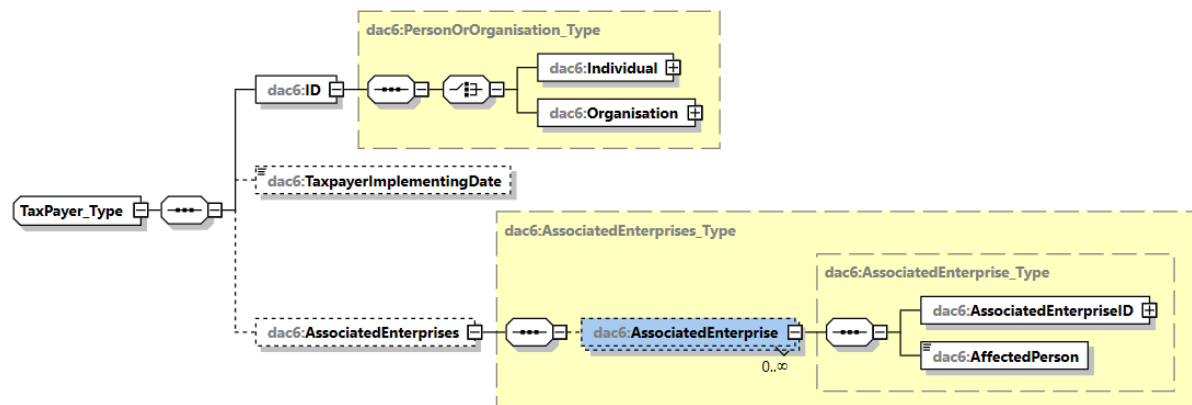 dac6:PersonOrOrganisation_Type
dac6:Individual
dac6:ID
dac6:Organisation
dac6:TaxpayerImplementingDate
TaxPayer_Type
dac6:AssociatedEnterprises_Type
dac6:AssociatedEnterprise_Type
dac6:AssociatedEnterpriseID
dac6:AssociatedEnterprises
dac6:AssociatedEnterprise
dac6:AffectedPerson
0..∞